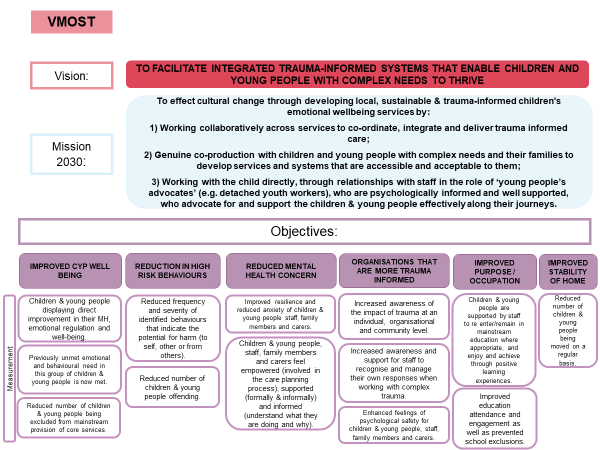 VMOST
Vision:
TO FACILITATE INTEGRATED TRAUMA-INFORMED SYSTEMS THAT ENABLE CHILDREN AND
YOUNG PEOPLE WITH COMPLEX NEEDS TO THRIVE
Mission
2030:
To effect cultural change through developing local, sustainable & trauma-informed children's
emotional wellbeing services by:
1) Working collaboratively across services to co-ordinate, integrate and deliver trauma informed
care;
2) Genuine co-production with children and young people with complex needs and their families to
develop services and systems that are accessible and acceptable to them;
3) Working with the child directly, through relationships with staff in the role of 'young people's
advocates' (e.g. detached youth workers), who are psychologically informed and well supported,
who advocate for and support the children & young people effectively along their journeys.
Objectives:
IMPROVED CYP WELL
BEING
REDUCTION IN HIGH
RISK BEHAVIOURS
REDUCED MENTAL
HEALTH CONCERN
ORGANISATIONS THAT
ARE MORE TRAUMA
INFORMED
IMPROVED
PURPOSE /
OCCUPATION
IMPROVED
STABILITY
OF HOME
Measurement
Children & young people
displaying direct
improvement in their MH,
emotional regulation and
well-being.
Previously unmet emotional
and behavioural need in
this group of children &
young people is now met.
Reduced number of children
& young people being
excluded from mainstream
provision of core services.
Reduced frequency
and severity of
identified behaviours
that indicate the
potential for harm (to
self, other or from
others).
Reduced number of
children & young
people offending.
Improved resilience and
reduced anxiety of children &
young people staff, family
members and carers.
Children & young people,
staff, family members
and carers feel
empowered (involved in
the care planning
process), supported
(formally & informally)
and informed
(understand what they
are doing and why).
Increased awareness of
the impact of trauma at an
individual, organisational
and community level.
Increased awareness and
support for staff to
recognise and manage
their own responses when
working with complex
trauma.
Enhanced feelings of
psychological safety for
children & young people, staff,
family members and carers.
Children & young
people are
supported by staff
to re enter/remain in
mainstream
education where
appropriate, and
enjoy and achieve
through positive
learning
experiences.
Improved
education
attendance and
engagement as
well as prevented
school exclusions.
Reduced
number of
children &
young
people
being
moved on a
regular
basis.